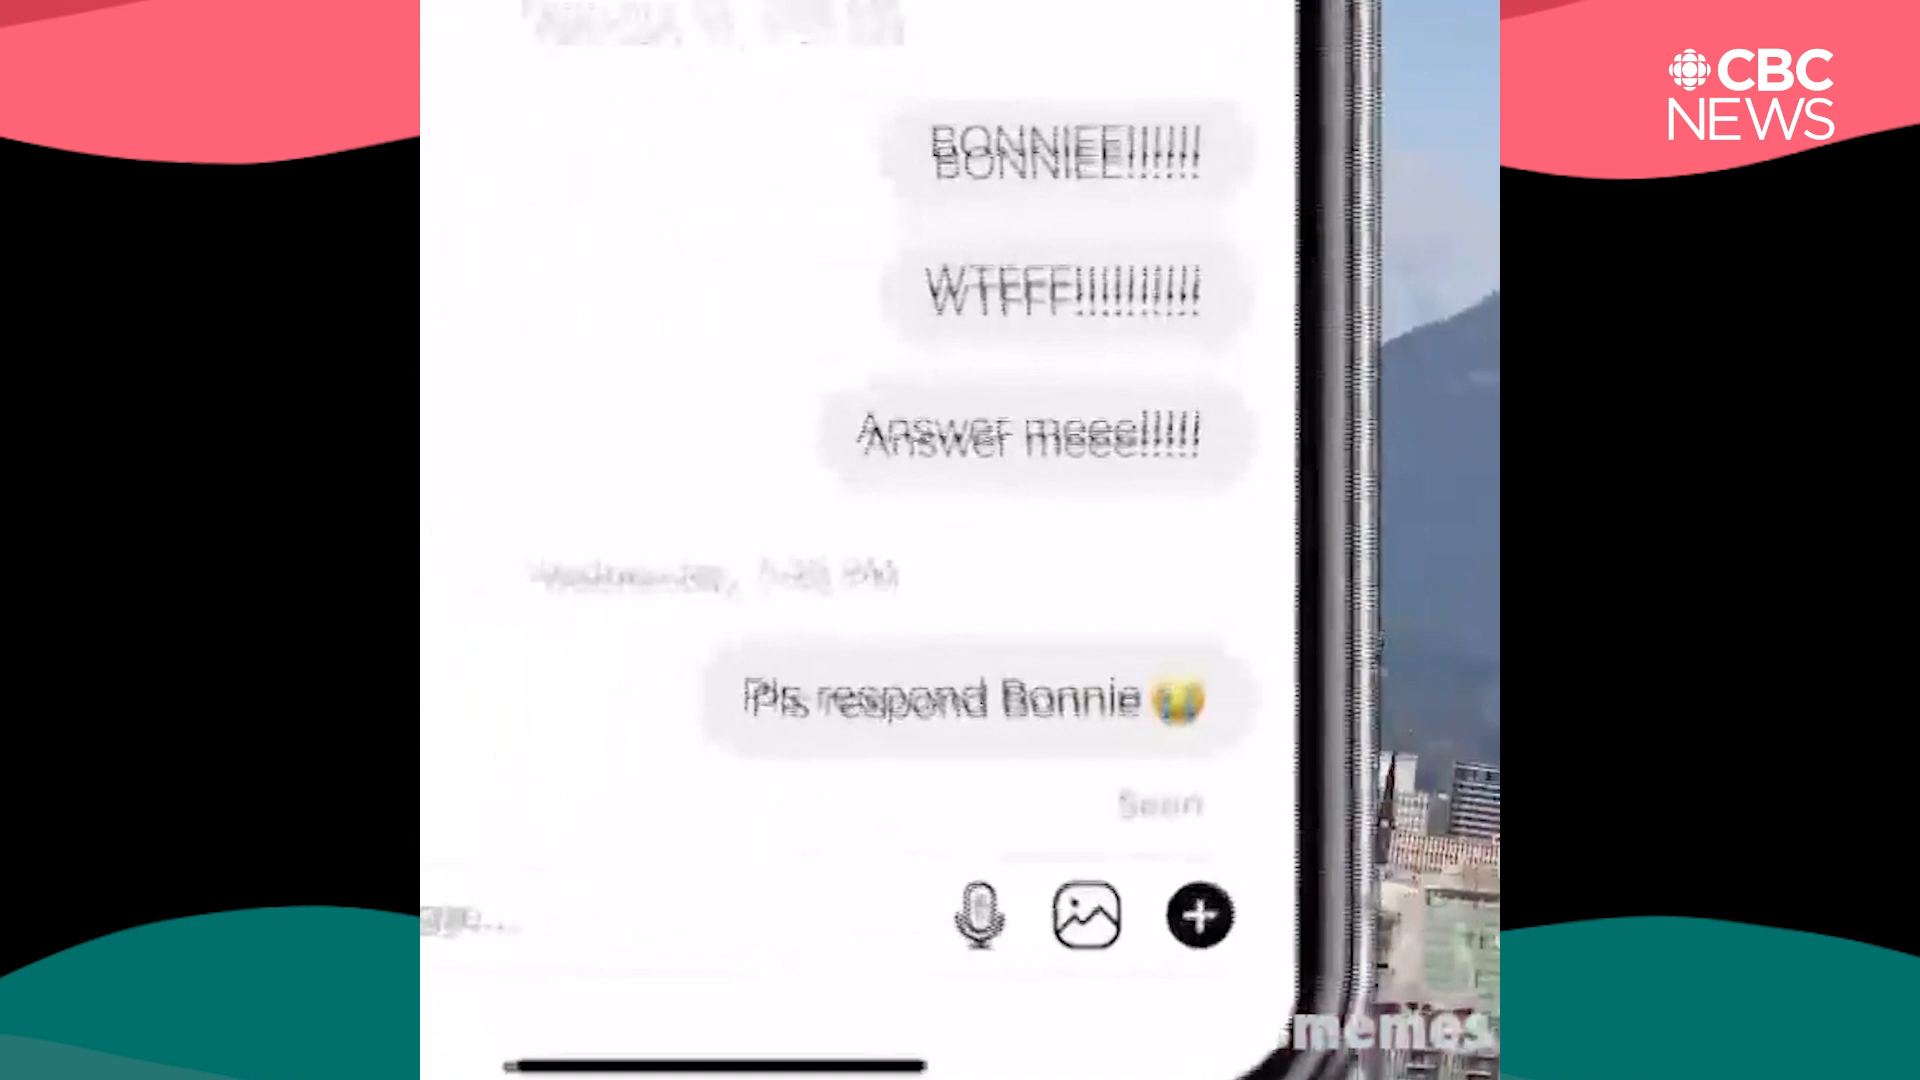 CBC
NEWS
BONNIEE!!!!!!
WTFFF!!!!!!!!!!
Answer meee!!!!!
Pls respond Bonnie 😭
Seen
memes